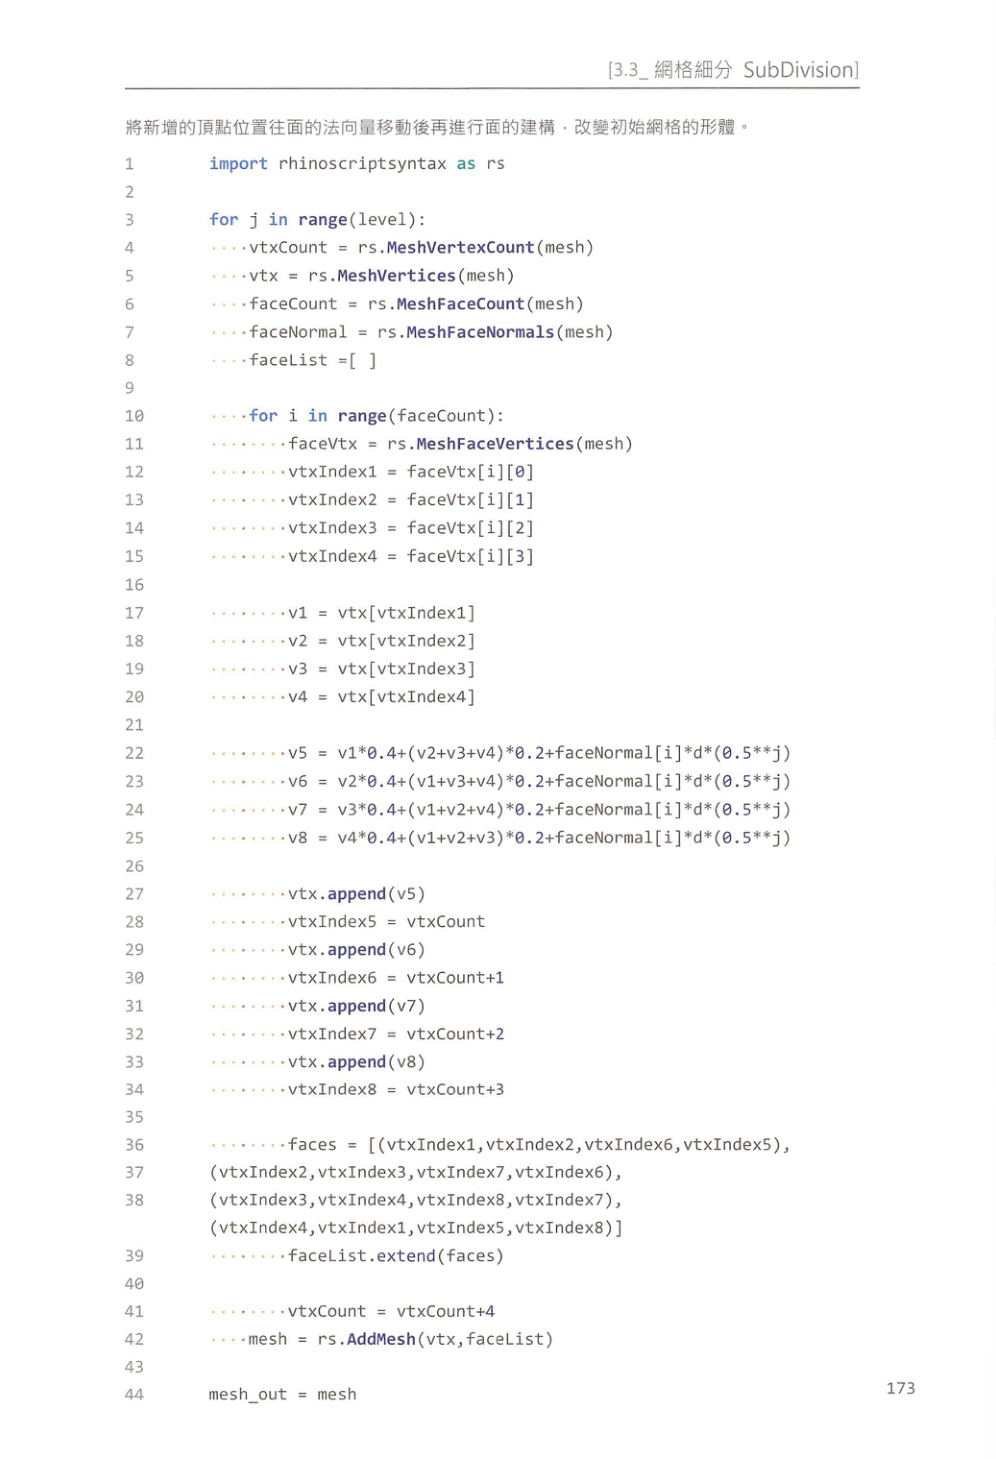 [3.3_ 網格細分 SubDivision]
將新增的頂點位置往面的法向量移動後再進行面的建構，改變初始網格的形體。
1 import rhinoscriptsyntax as rs
2
3 for j in range(level):
4 ····vtxCount = rs.MeshVertexCount(mesh)
5 ····vtx = rs.MeshVertices(mesh)
6 ····faceCount = rs.MeshFaceCount(mesh)
7 ····faceNormal = rs.MeshFaceNormals(mesh)
8 ····faceList =[ ]
9
10 ····for i in range(faceCount):
11 ········faceVtx = rs.MeshFaceVertices(mesh)
12 ········vtxIndex1 = faceVtx[i][0]
13 ········vtxIndex2 = faceVtx[i][1]
14 ········vtxIndex3 = faceVtx[i][2]
15 ········vtxIndex4 = faceVtx[i][3]
16
17 ········v1 = vtx[vtxIndex1]
18 ········v2 = vtx[vtxIndex2]
19 ········v3 = vtx[vtxIndex3]
20 ········v4 = vtx[vtxIndex4]
21
22 ········v5 = v1*0.4+(v2+v3+v4)*0.2+faceNormal[i]*d*(0.5**j)
23 ········v6 = v2*0.4+(v1+v3+v4)*0.2+faceNormal[i]*d*(0.5**j)
24 ········v7 = v3*0.4+(v1+v2+v4)*0.2+faceNormal[i]*d*(0.5**j)
25 ········v8 = v4*0.4+(v1+v2+v3)*0.2+faceNormal[i]*d*(0.5**j)
26
27 ········vtx.append(v5)
28 ········vtxIndex5 = vtxCount
29 ········vtx.append(v6)
30 ········vtxIndex6 = vtxCount+1
31 ········vtx.append(v7)
32 ········vtxIndex7 = vtxCount+2
33 ········vtx.append(v8)
34 ········vtxIndex8 = vtxCount+3
35
36 ········faces = [(vtxIndex1,vtxIndex2,vtxIndex6,vtxIndex5),
37 (vtxIndex2,vtxIndex3,vtxIndex7,vtxIndex6),
38 (vtxIndex3,vtxIndex4,vtxIndex8,vtxIndex7),
(vtxIndex4,vtxIndex1,vtxIndex5,vtxIndex8)]
39 ········faceList.extend(faces)
40
41 ········vtxCount = vtxCount+4
42 ····mesh = rs.AddMesh(vtx,faceList)
43
44 mesh_out = mesh
173